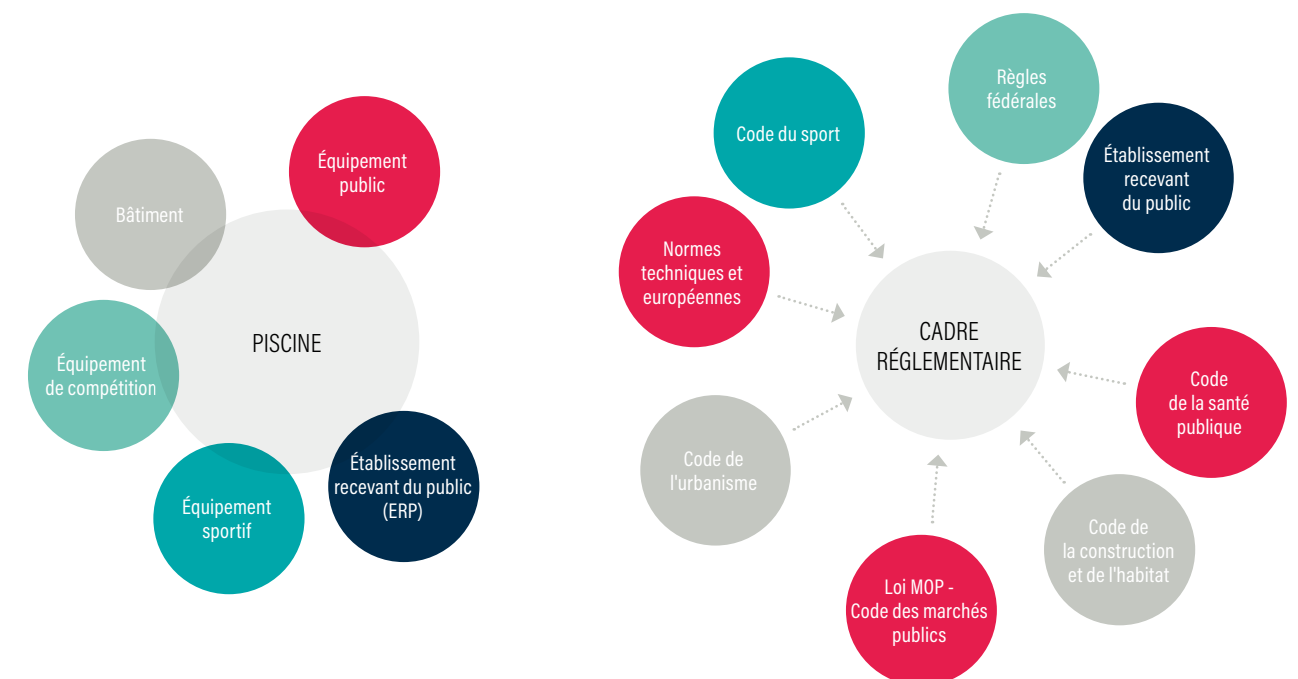 Équipement
public
Bâtiment
PISCINE
Équipement
de compétition
Établissement
recevant du public
(ERP)
Équipement
sportif
Règles
fédérales
Code du sport
Établissement
recevant
du public
Normes
techniques et
européennes
CADRE
RÉGLEMENTAIRE
Code
de la santé
publique
Code de
l'urbanisme
Code de
la construction
et de l'habitat
Loi MOP -
Code des marchés
publics